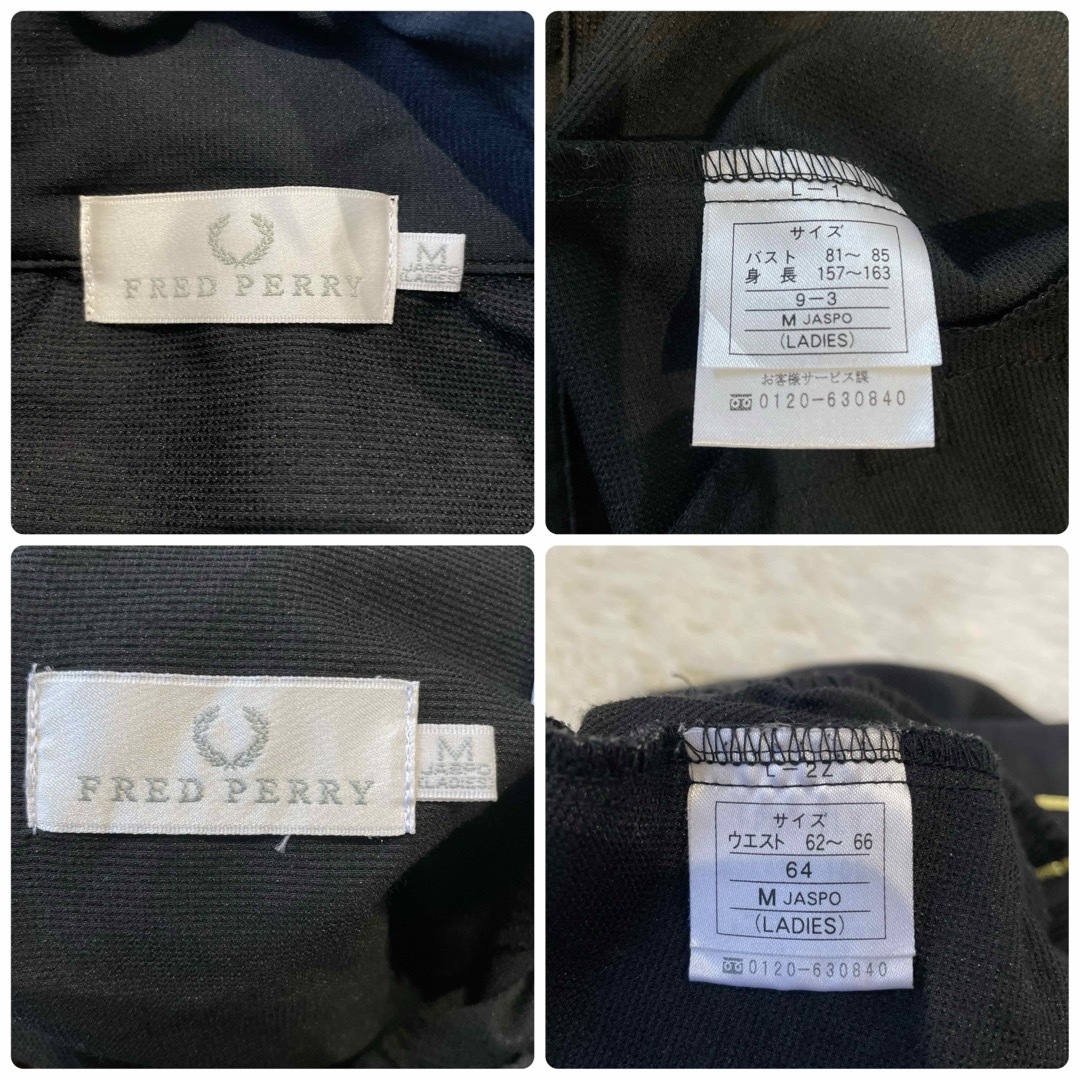 FRED PERRY
M
JASPO
LADIES
L-1
サイズ
バスト 81～ 85
身長 157～163
9-3
M JASPO
(LADIES)
お客様サービス課
0120-630840
FRED PERRY
M
JASPO
LADIES
L-2Z
サイズ
ウエスト 62～ 66
64
M JASPO
(LADIES)
0120-630840